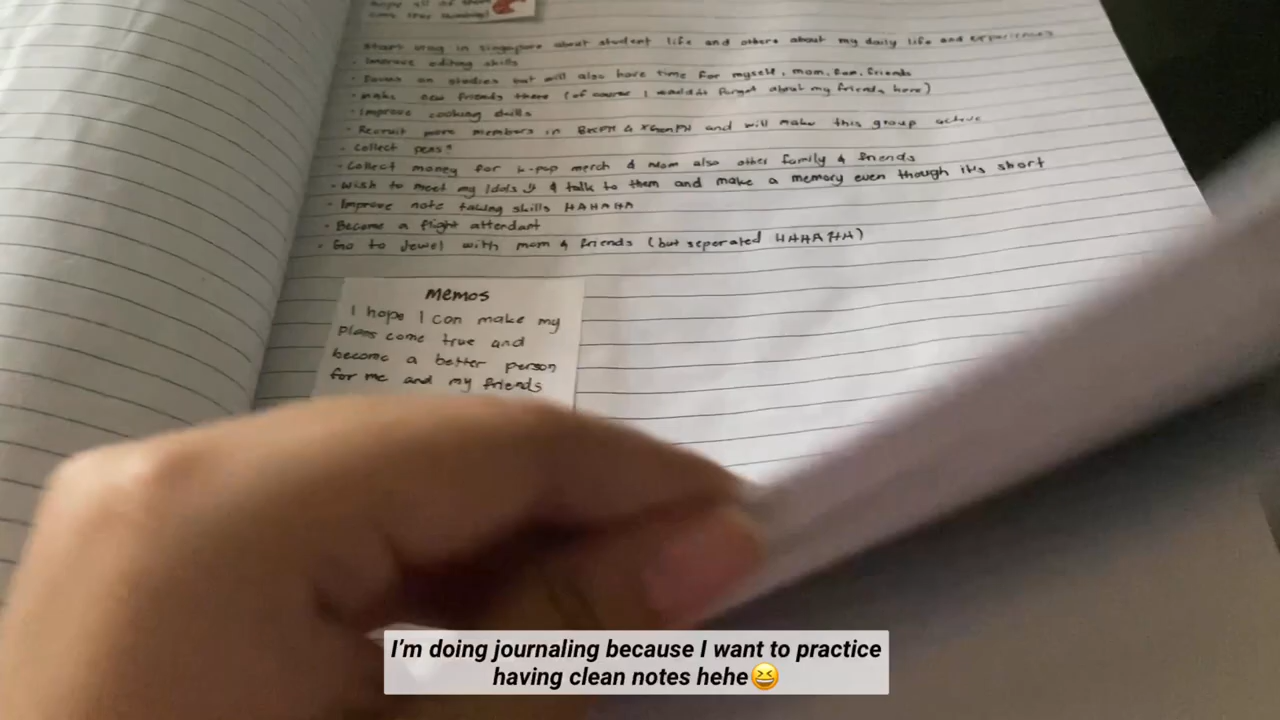 Start vlog in Singapore about student life and others about my daily life and experiences
• Improve editing skills
• Focus on studies but will also have time for myself, mom, fam, friends
• Make new friends there (of course I wouldn't forget about my friends here)
• Improve cooking skills
• Recruit more members in and will make this group active
• Collect pens
• Collect money for k-pop merch & mom also other family & friends
• Wish to meet my Idols & talk to them and make a memory even though it's short
• Improve note taking skills HAHAHA
• Become a flight attendant
• Go to Jewel with mom & friends (but seperated HAHAHA)
memos
I hope I can make my
plans come true and
become a better person
for me and my friends
I'm doing journaling because I want to practice
having clean notes hehe😆